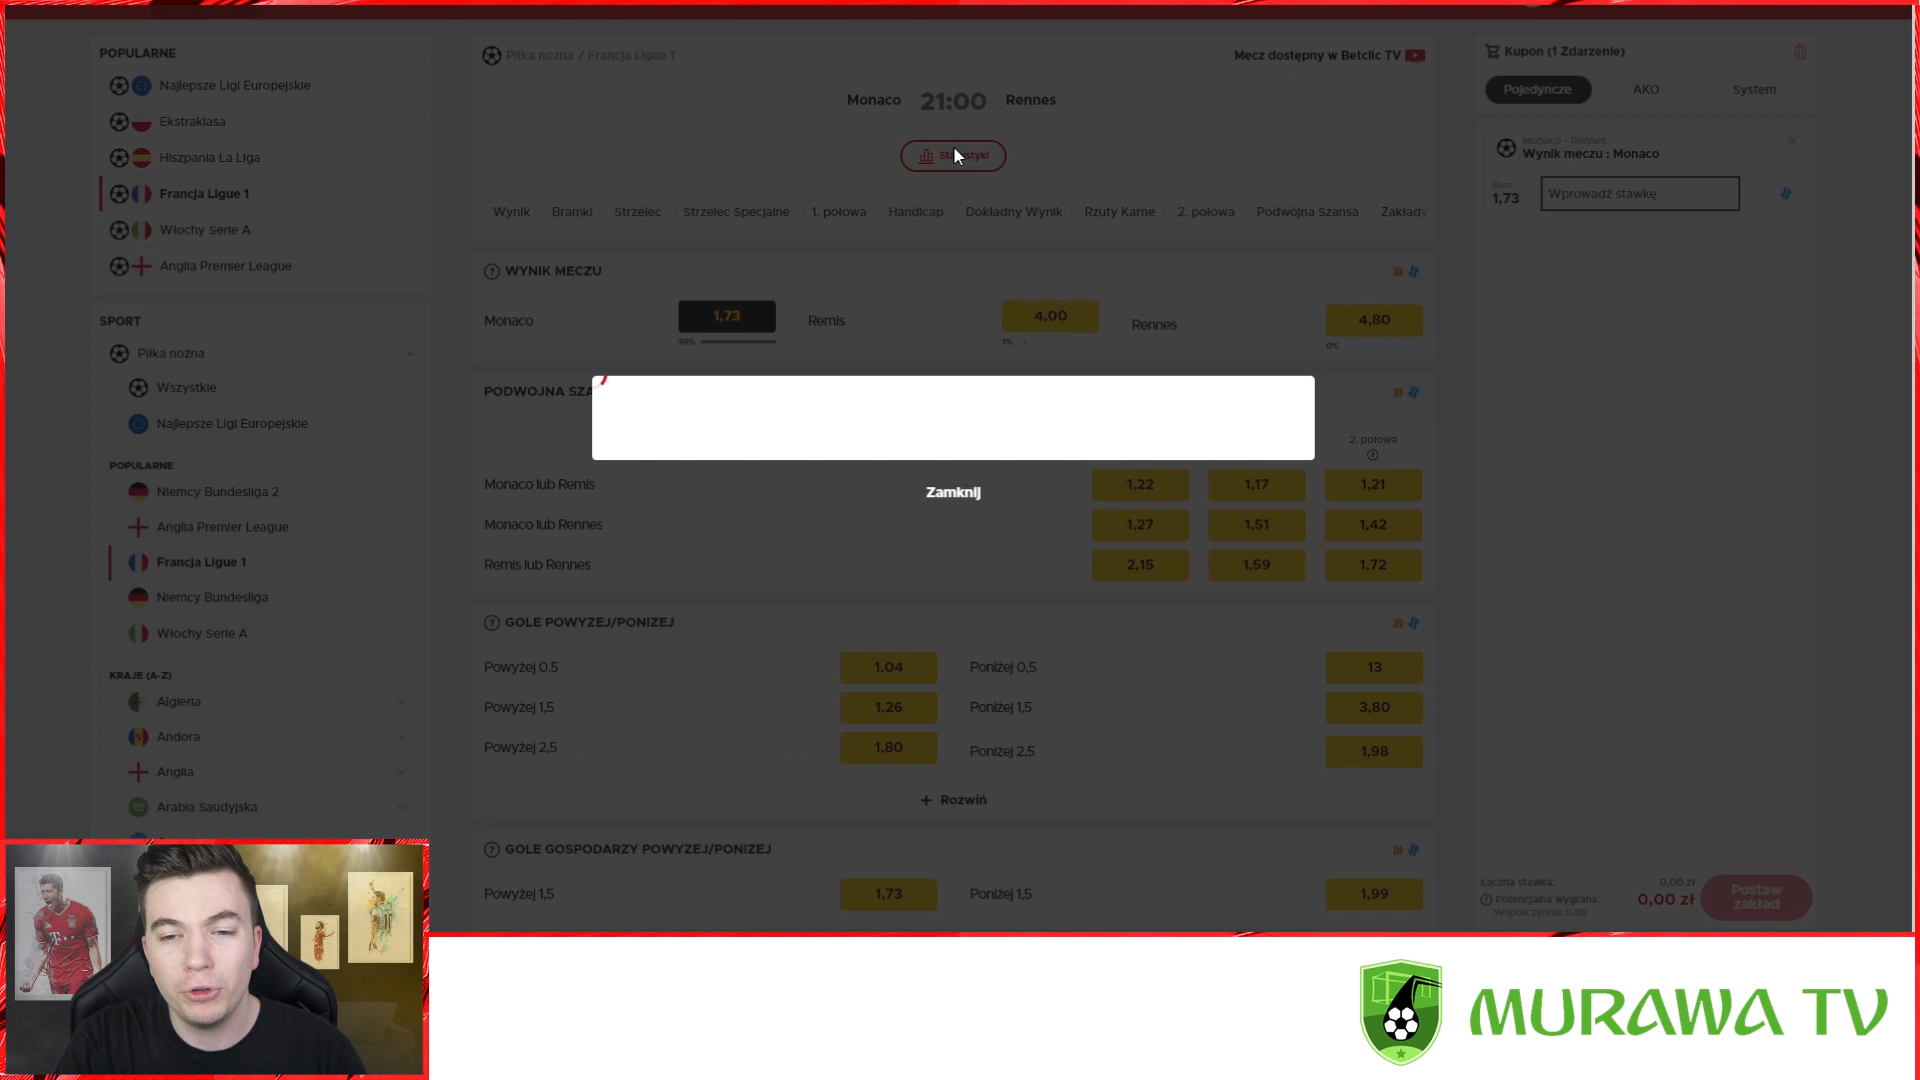 POPULARNE
Najlepsze Ligi Europejskie
Ekstraklasa
Hiszpania La Liga
Francja Ligue 1
Włochy Serie A
Anglia Premier League
SPORT
Piłka nożna
Wszystkie
Najlepsze Ligi Europejskie
POPULARNE
Niemcy Bundesliga 2
Anglia Premier League
Francja Ligue 1
Niemcy Bundesliga
Włochy Serie A
KRAJE (A-Z)
Algieria
Andora
Anglia
Arabia Saudyjska
Piłka nożna / Francja Ligue 1
Mecz dostępny w Betclic TV
Monaco 21:00 Rennes
Statystyki
Wynik Bramki Strzelec Strzelec Specjalne 1. połowa Handicap Dokładny Wynik Rzuty Karne 2. połowa Podwójna Szansa Zakłady
WYNIK MECZU
Monaco 1,73 Remis 4,00 Rennes 4,80
99% 1% 0%
PODWÓJNA SZA
2. połowa
Monaco lub Remis 1,22 1,17 1,21
Monaco lub Rennes 1,27 1,51 1,42
Remis lub Rennes 2,15 1,59 1,72
Zamknij
GOLE POWYŻEJ/PONIŻEJ
Powyżej 0.5 1,04 Poniżej 0,5 13
Powyżej 1,5 1,26 Poniżej 1,5 3,80
Powyżej 2,5 1,80 Poniżej 2,5 1,98
+ Rozwiń
GOLE GOSPODARZY POWYŻEJ/PONIŻEJ
Powyżej 1,5 1,73 Poniżej 1,5 1,99
Kupon (1 Zdarzenie)
Pojedyncze AKO System
Monaco - Rennes
Wynik meczu : Monaco
Kurs
1,73 Wprowadź stawkę
Łączna stawka: 0,00 zł
Potencjalna wygrana: 0,00 zł
Współczynnik 0.88
Postaw
zakład
MURAWA TV